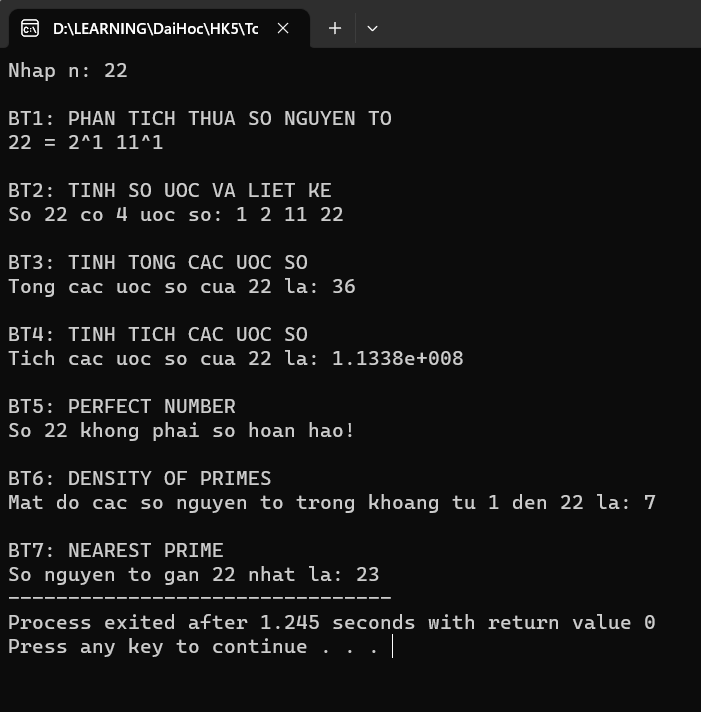 D:\LEARNING\DaiHoc\HK5\Tc
Nhap n: 22
BT1: PHAN TICH THUA SO NGUYEN TO
22 = 2^1 11^1
BT2: TINH SO UOC VA LIET KE
So 22 co 4 uoc so: 1 2 11 22
BT3: TINH TONG CAC UOC SO
Tong cac uoc so cua 22 la: 36
BT4: TINH TICH CAC UOC SO
Tich cac uoc so cua 22 la: 1.1338e+008
BT5: PERFECT NUMBER
So 22 khong phai so hoan hao!
BT6: DENSITY OF PRIMES
Mat do cac so nguyen to trong khoang tu 1 den 22 la: 7
BT7: NEAREST PRIME
So nguyen to gan 22 nhat la: 23
--------------------------------
Process exited after 1.245 seconds with return value 0
Press any key to continue . . .